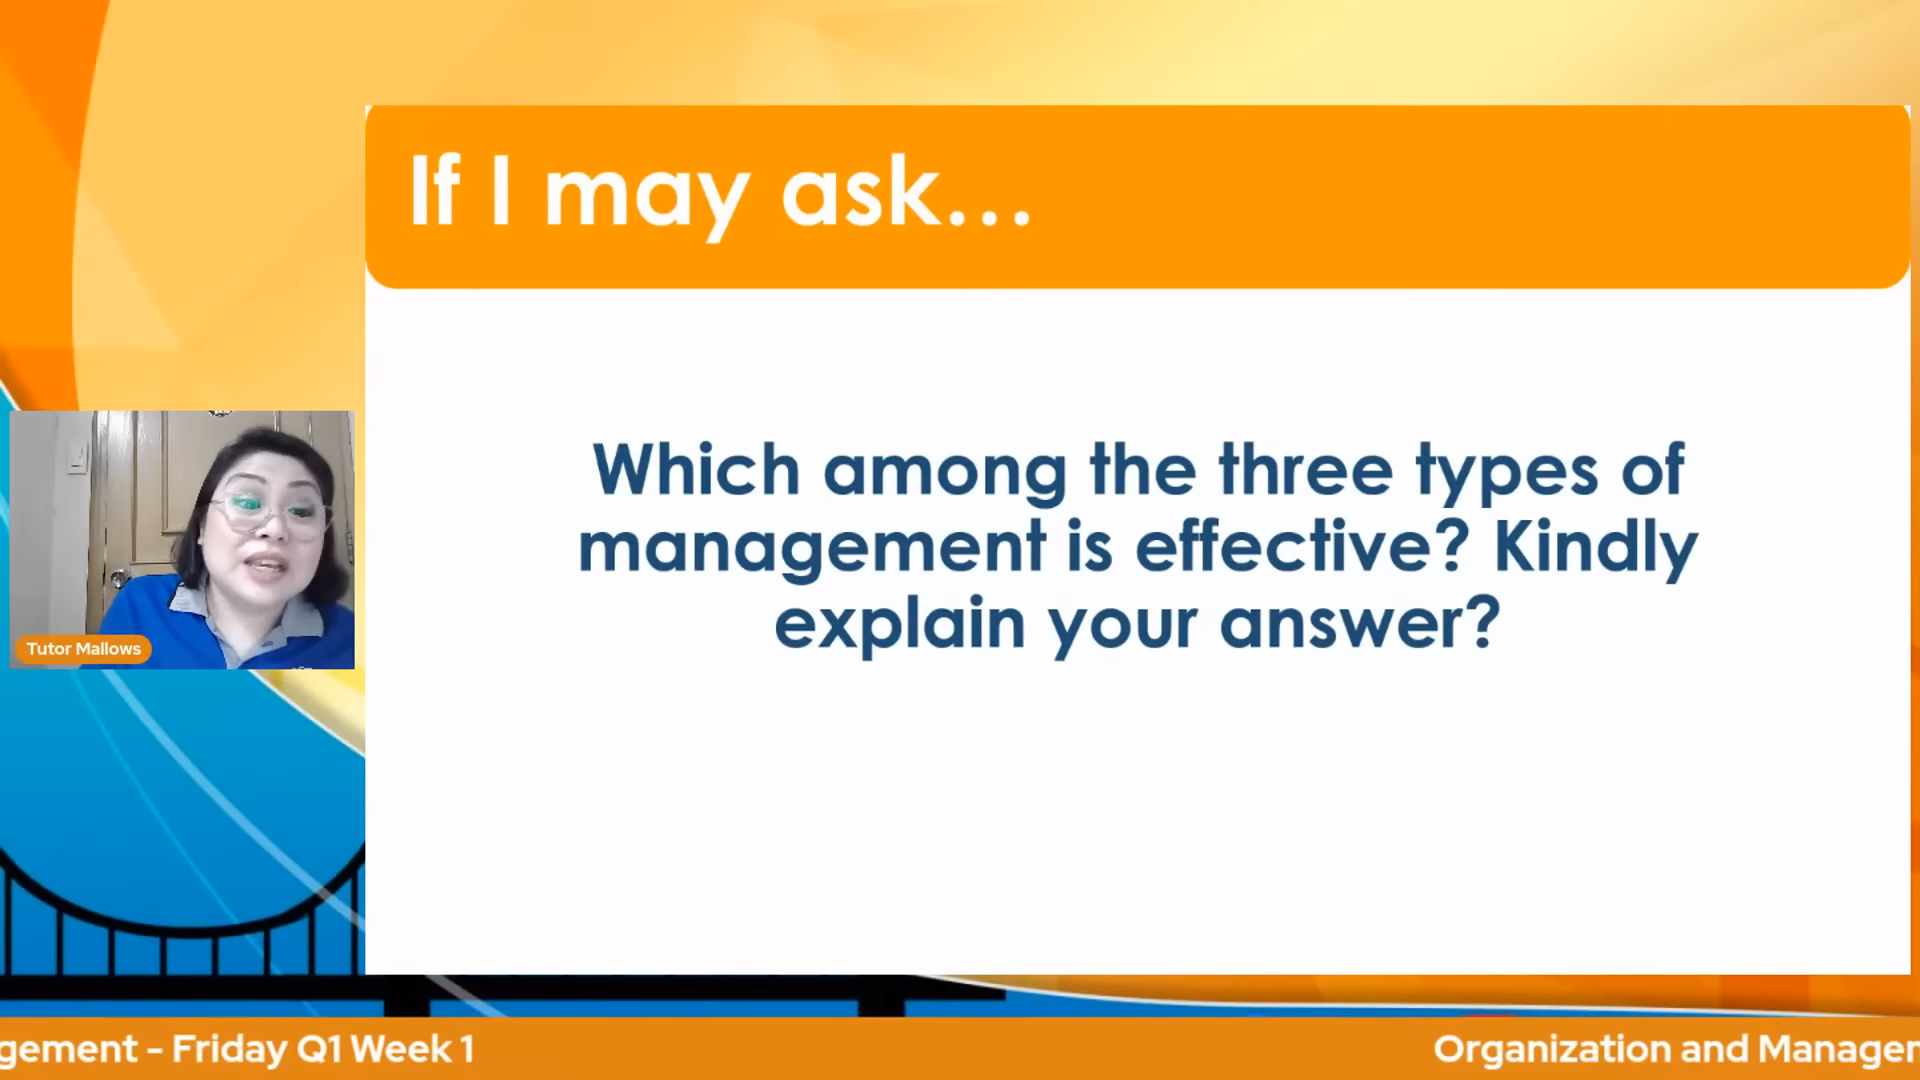 If I may ask...
Which among the three types of
management is effective? Kindly
explain your answer?
Tutor Mallows
gement - Friday Q1 Week 1
Organization and Managem